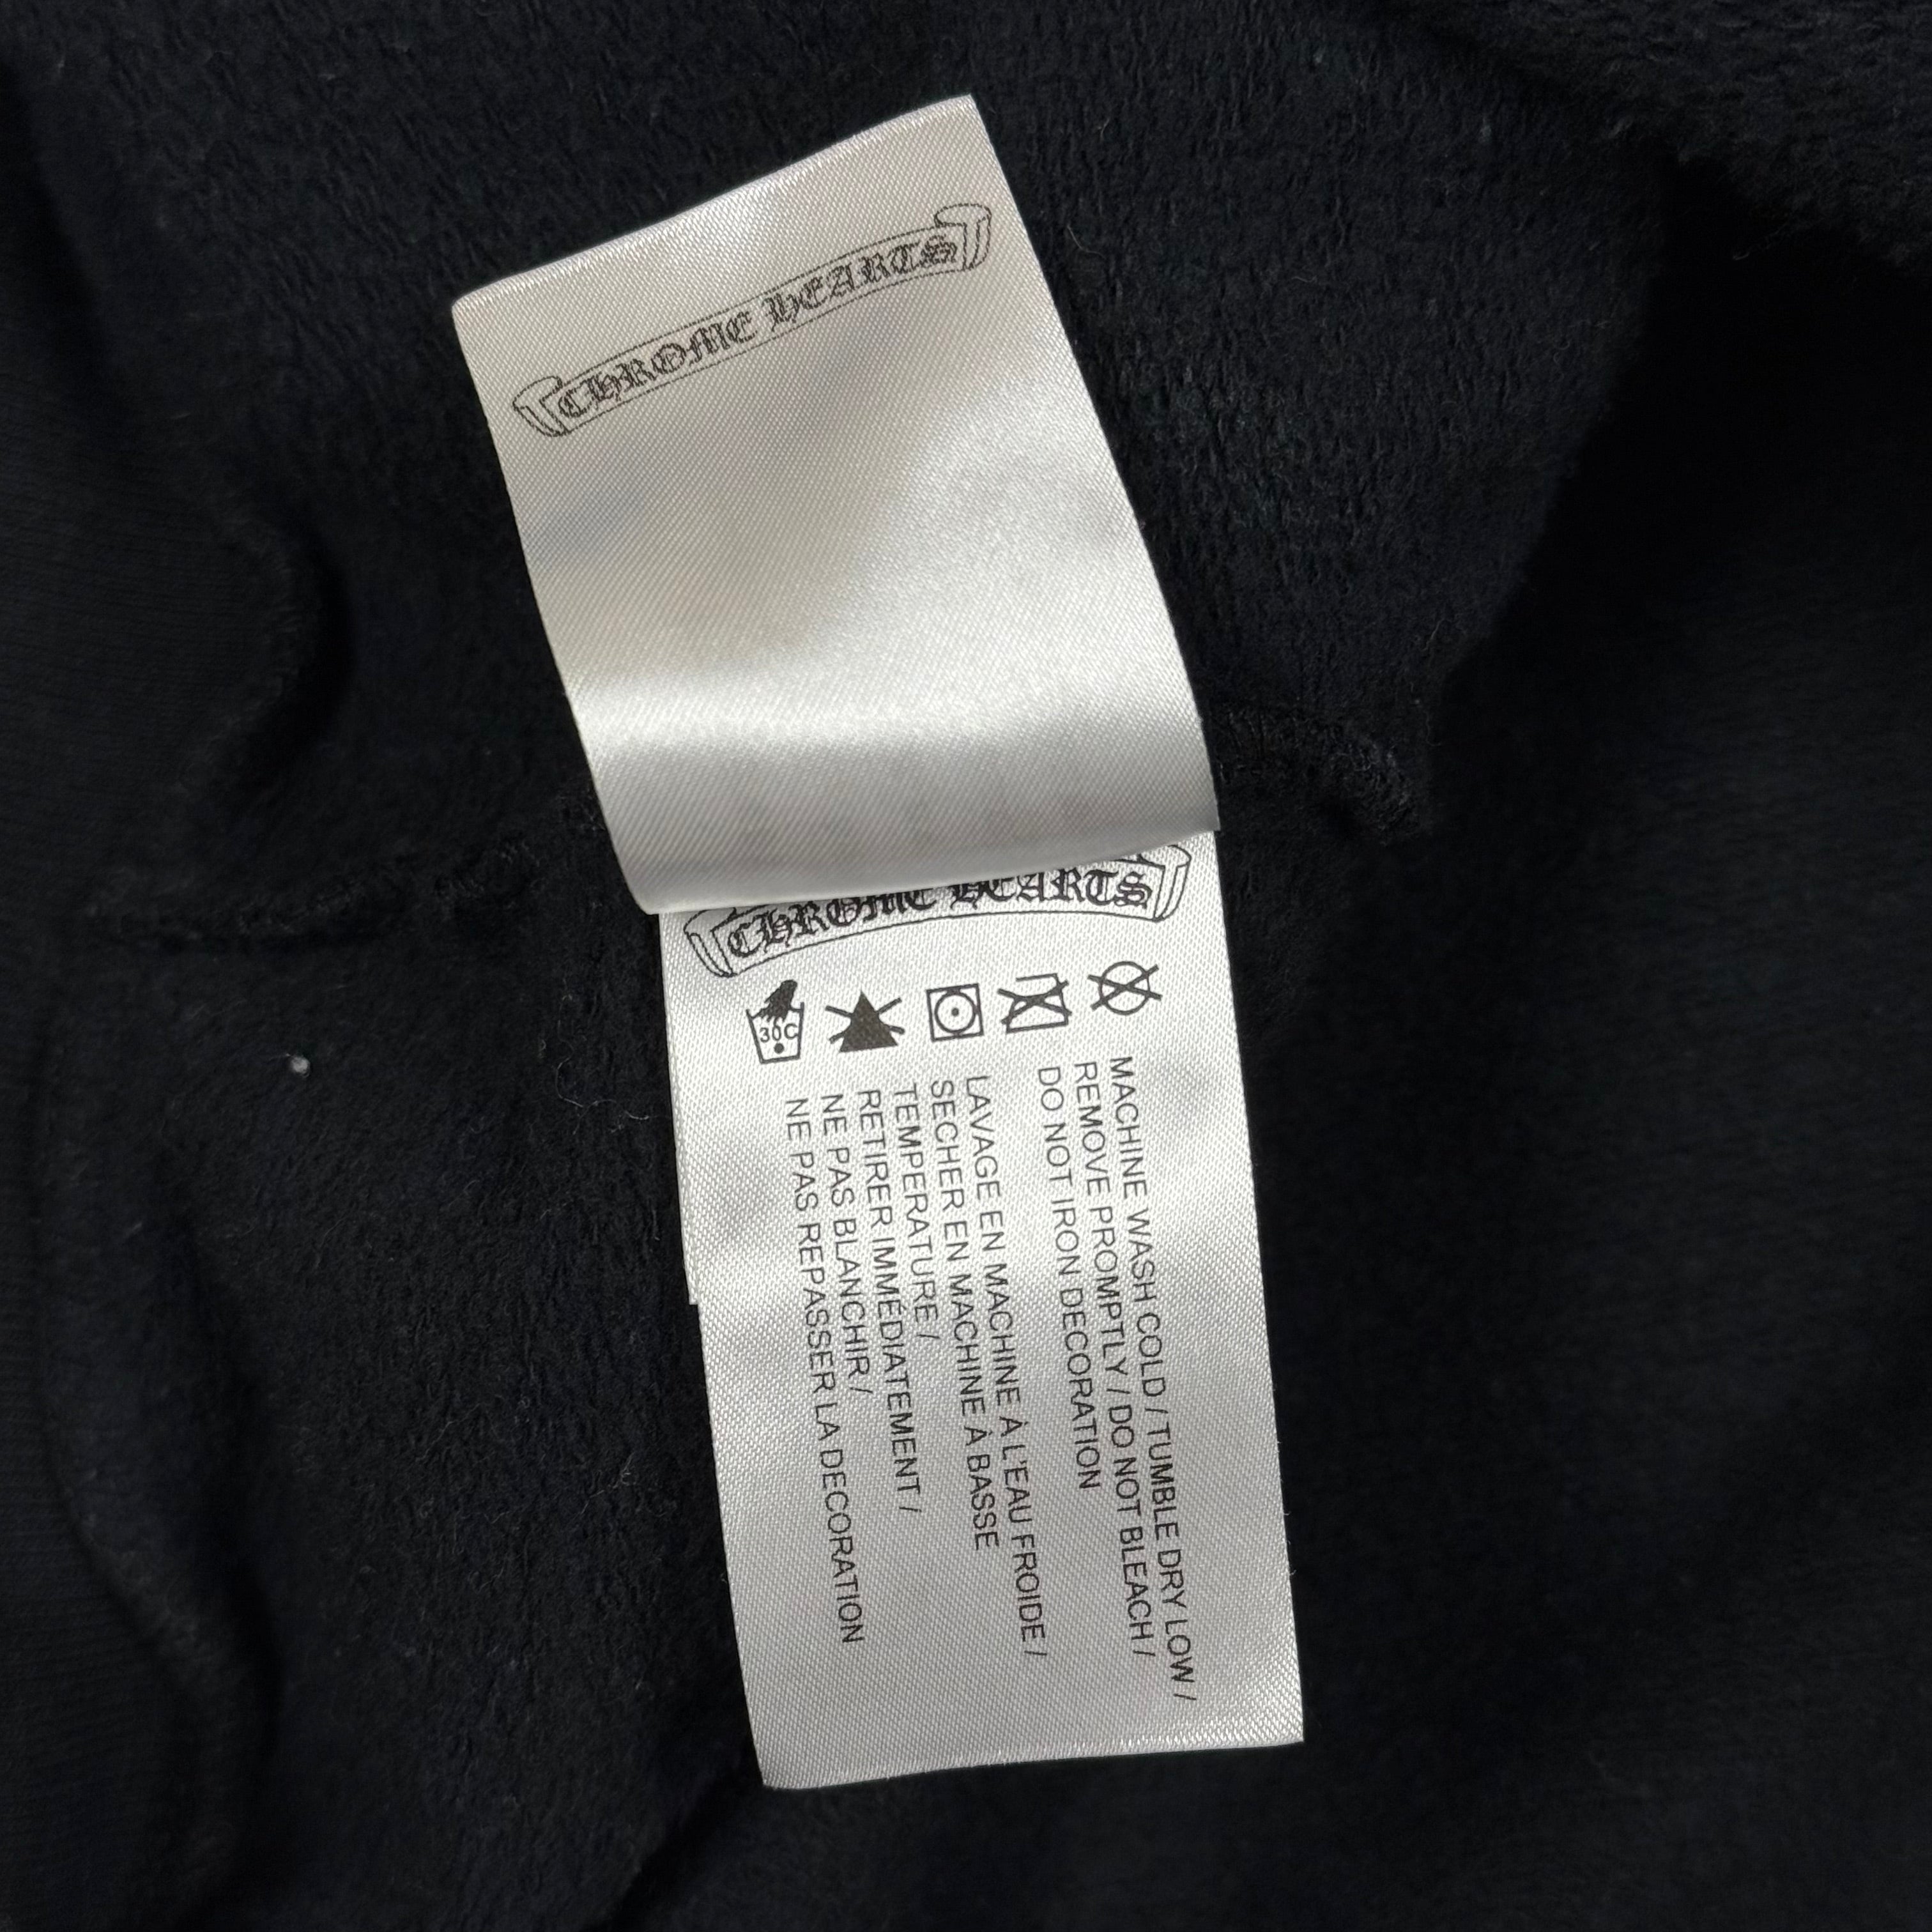 CHROME HEARTS
CHROME HEARTS
30C
MACHINE WASH COLD / TUMBLE DRY LOW /
REMOVE PROMPTLY / DO NOT BLEACH /
DO NOT IRON DECORATION
LAVAGE EN MACHINE À L'EAU FROIDE /
SECHER EN MACHINE À BASSE
TEMPERATURE /
RETIRER IMMÉDIATEMENT /
NE PAS BLANCHIR /
NE PAS REPASSER LA DECORATION